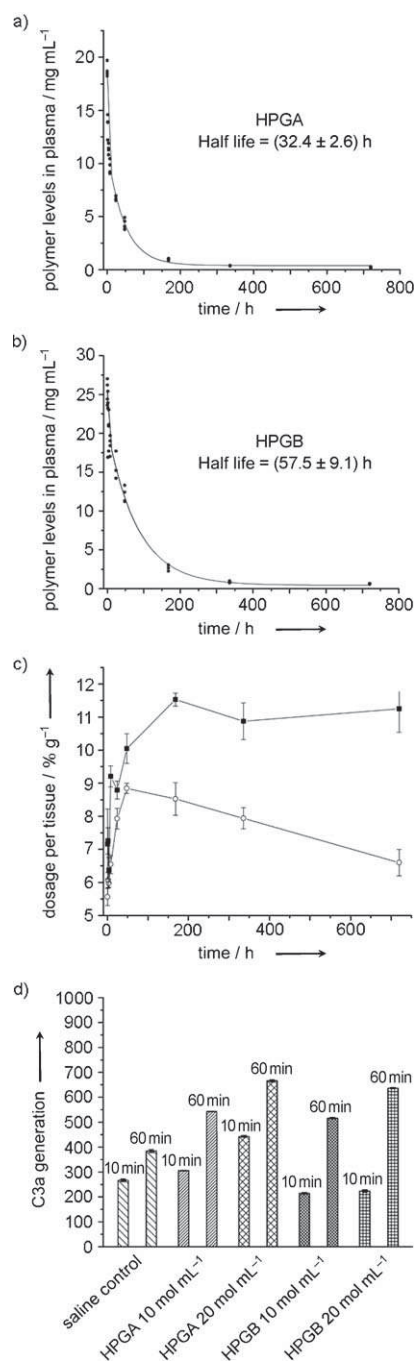 a)
20
15
10
5
0
polymer levels in plasma / mg mL⁻¹
HPGA
Half life = (32.4 ± 2.6) h
0 200 400 600 800
time / h
b)
30
25
20
15
10
5
0
polymer levels in plasma / mg mL⁻¹
HPGB
Half life = (57.5 ± 9.1) h
0 200 400 600 800
time / h
c)
12
11
10
9
8
7
6
5
dosage per tissue / % g⁻¹
0 200 400 600
time / h
d)
1000
900
800
700
600
500
400
300
200
100
0
C3a generation
10 min 60 min
10 min 60 min
10 min 60 min
10 min 60 min
10 min 60 min
saline control
HPGA 10 mol mL⁻¹
HPGA 20 mol mL⁻¹
HPGB 10 mol mL⁻¹
HPGB 20 mol mL⁻¹